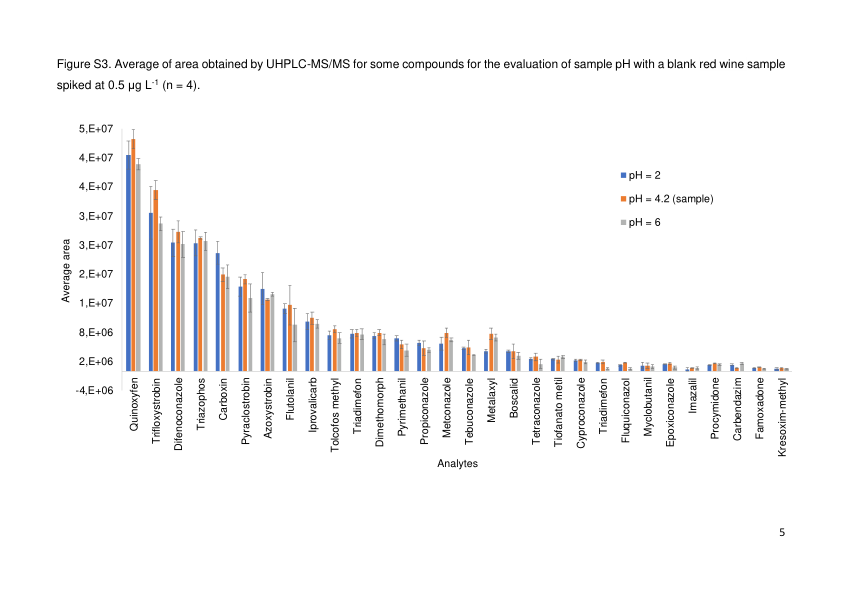 Figure S3. Average of area obtained by UHPLC-MS/MS for some compounds for the evaluation of sample pH with a blank red wine sample
spiked at 0.5 µg L⁻¹ (n = 4).
5,E+07
4,E+07
4,E+07
3,E+07
3,E+07
2,E+07
1,E+07
8,E+06
2,E+06
-4,E+06
Average area
pH = 2
pH = 4.2 (sample)
pH = 6
Quinoxyfen
Trifloxystrobin
Difenoconazole
Triazophos
Carboxin
Pyraclostrobin
Azoxystrobin
Flutolanil
Iprovalicarb
Tolcofos methyl
Triadimefon
Dimethomorph
Pyrimethanil
Propiconazole
Metconazole
Tebuconazole
Metalaxyl
Boscalid
Tetraconazole
Tiofanato metil
Cyproconazole
Triadimefon
Fluquiconazol
Myclobutanil
Epoxiconazole
Imazalil
Procymidone
Carbendazim
Famoxadone
Kresoxim-methyl
Analytes
5